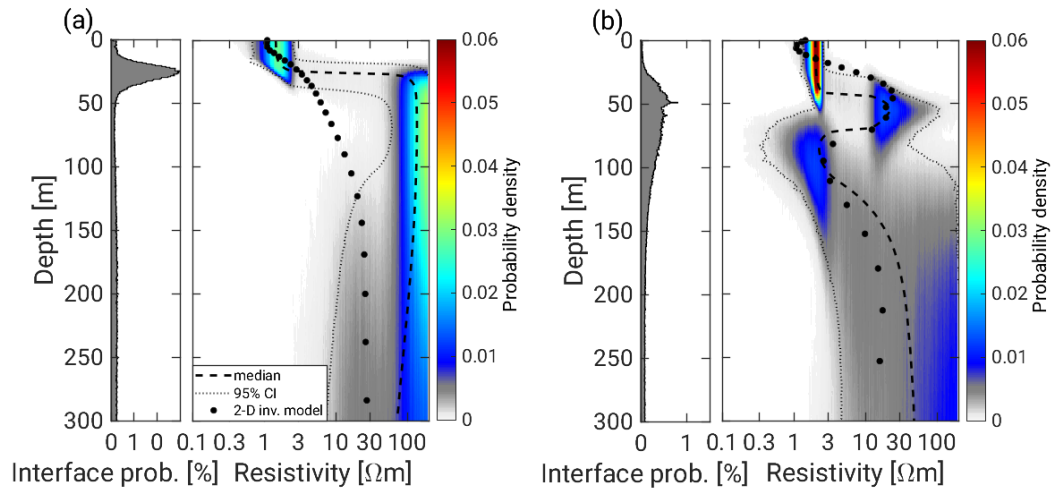 (a)
0
50
100
150
200
250
300
Depth [m]
0 1 0 0
Interface prob. [%]
0.1 0.3 1 3 10 30 100
Resistivity [Ωm]
median
95% CI
2-D inv. model
0.06
0.05
0.04
0.03
0.02
0.01
0
Probability density
(b)
0
50
100
150
200
250
300
Depth [m]
0 1
Interface prob. [%]
0.1 0.3 1 3 10 30 100
Resistivity [Ωm]
0.06
0.05
0.04
0.03
0.02
0.01
0
Probability density